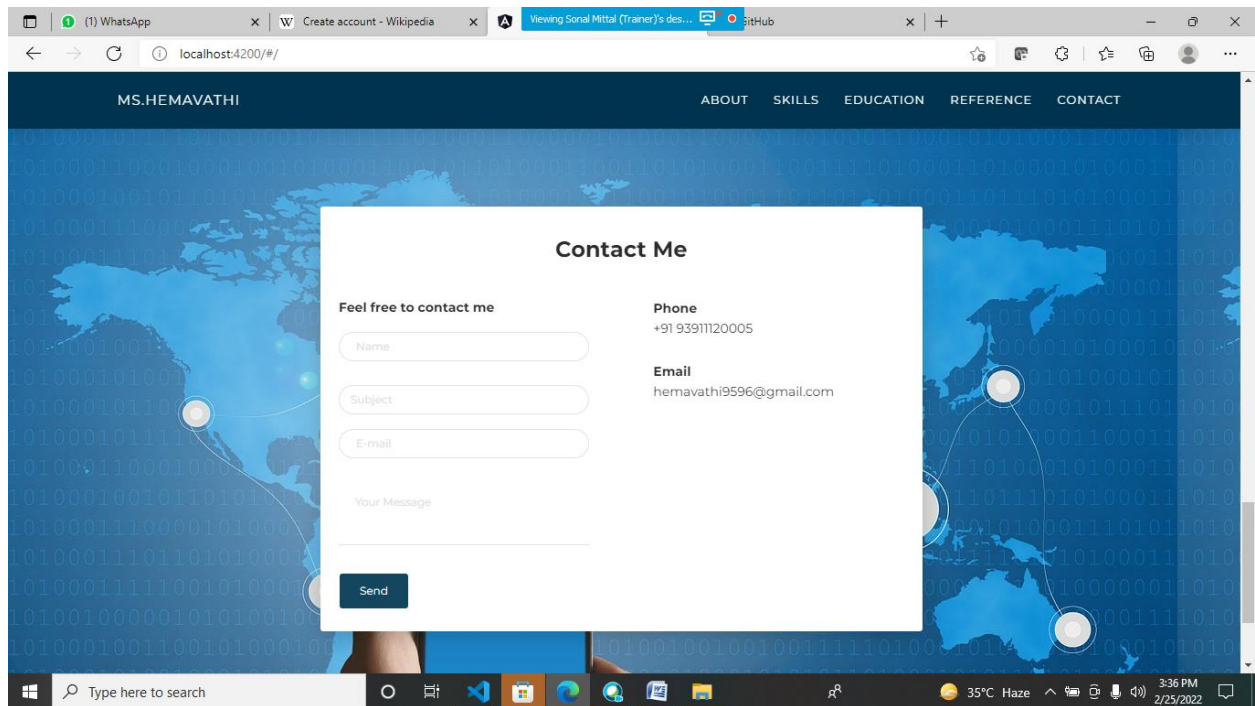 (1) WhatsApp
Create account - Wikipedia
Viewing Sonal Mittal (Trainer)'s des...
GitHub
localhost:4200/#/
MS.HEMAVATHI
ABOUT SKILLS EDUCATION REFERENCE CONTACT
Contact Me
Feel free to contact me
Name
Subject
E-mail
Your Message
Send
Phone
+91 93911120005
Email
hemavathi9596@gmail.com
Type here to search
35°C Haze
3:36 PM
2/25/2022